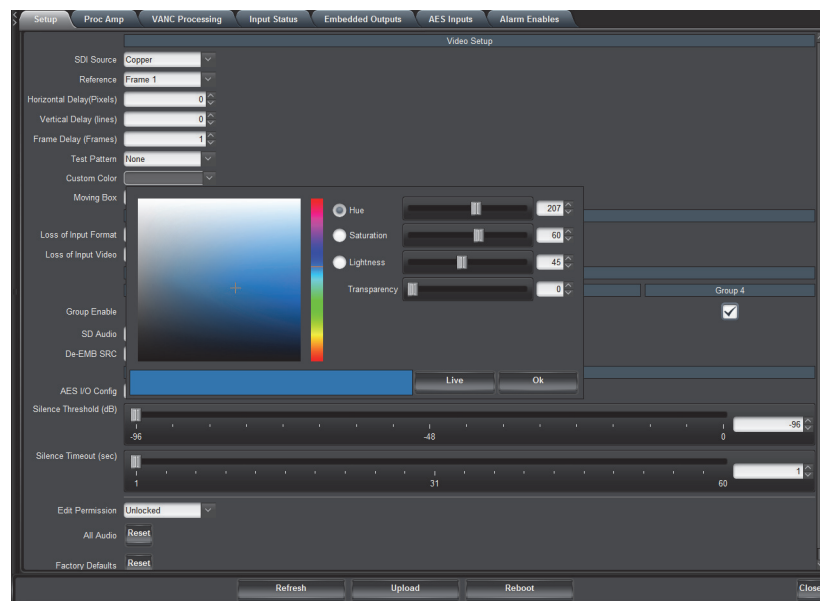 Setup Proc Amp VANC Processing Input Status Embedded Outputs AES Inputs Alarm Enables
Video Setup
SDI Source Copper
Reference Frame 1
Horizontal Delay(Pixels) 0
Vertical Delay (lines) 0
Frame Delay (Frames) 1
Test Pattern None
Custom Color
Moving Box
Hue 207
Loss of Input Format
Saturation 60
Loss of Input Video
Lightness 45
Transparency 0
Group 4
Group Enable
SD Audio
De-EMB SRC
Live Ok
AES I/O Config
Silence Threshold (dB) -96
-96 -48 0
Silence Timeout (sec) 1
1 31 60
Edit Permission Unlocked
All Audio Reset
Factory Defaults Reset
Refresh Upload Reboot Close